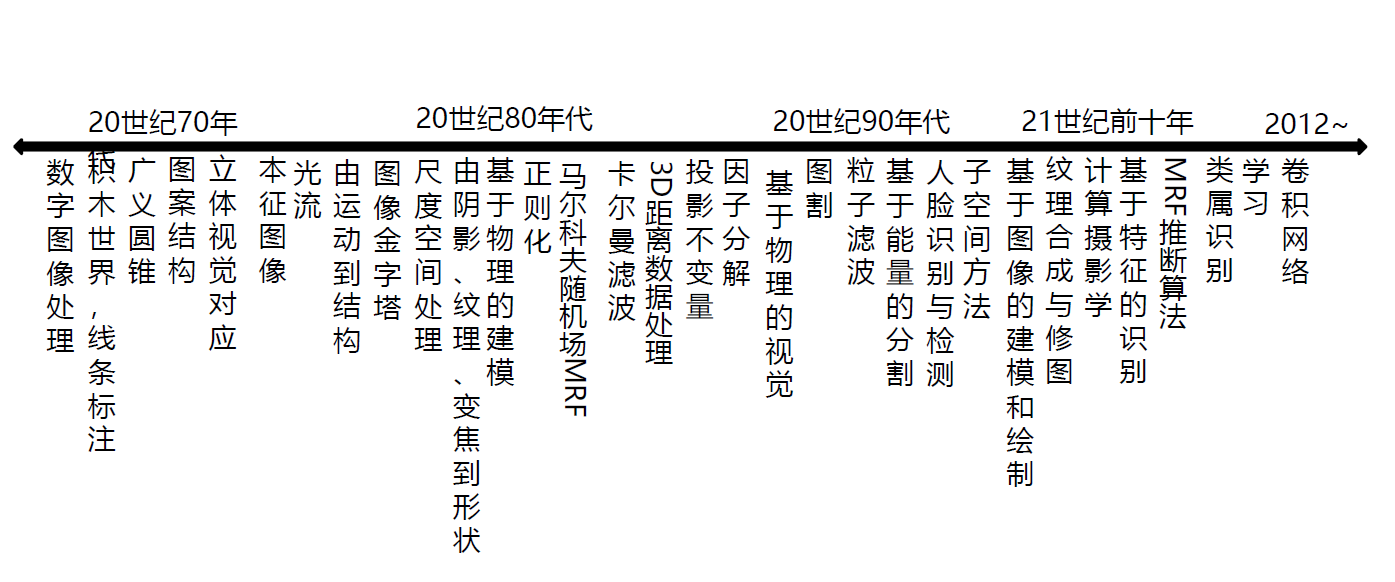 20世纪70年代
20世纪80年代
20世纪90年代
21世纪前十年
2012~
数字图像处理
积木世界,线条标注
广义圆锥
图案结构
立体视觉对应
本征图像
光流
由运动到结构
图像金字塔
尺度空间处理
由阴影、纹理、变焦到形状
基于物理的建模
正则化
马尔科夫随机场MRF
卡尔曼滤波
3D距离数据处理
投影不变量
因子分解
基于物理的视觉
图割
粒子滤波
基于能量的分割
人脸识别与检测
子空间方法
基于图像的建模和绘制
纹理合成与修图
计算摄影学
基于特征的识别
MRF推断算法
类属识别
学习
卷积网络